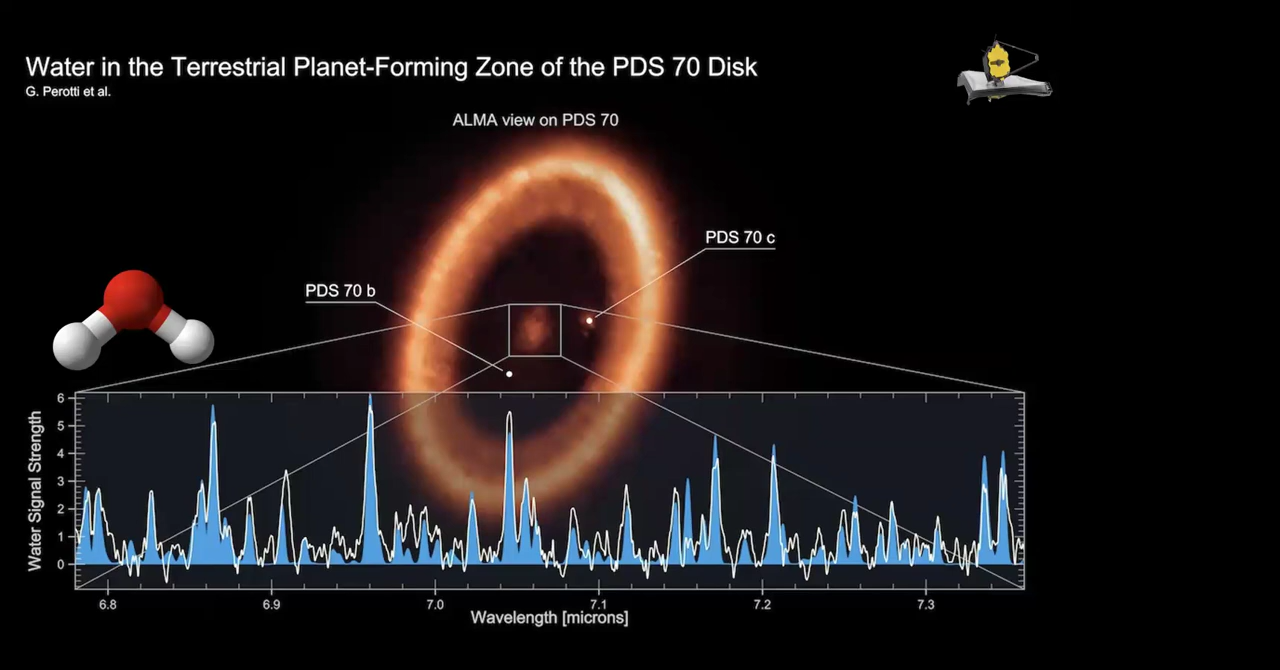 Water in the Terrestrial Planet-Forming Zone of the PDS 70 Disk
G. Perotti et al.
ALMA view on PDS 70
PDS 70 c
PDS 70 b
Water Signal Strength
6
5
4
3
2
1
0
6.8 6.9 7.0 7.1 7.2 7.3
Wavelength [microns]